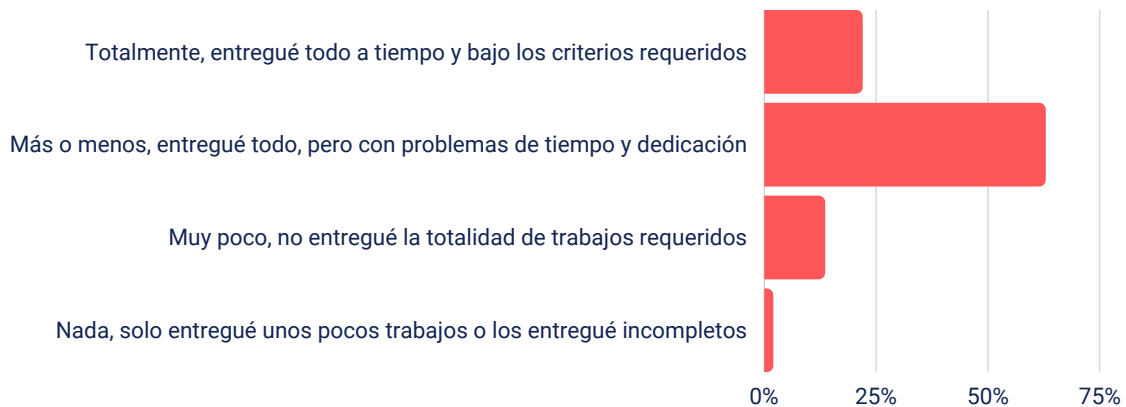 Totalmente, entregué todo a tiempo y bajo los criterios requeridos
Más o menos, entregué todo, pero con problemas de tiempo y dedicación
Muy poco, no entregué la totalidad de trabajos requeridos
Nada, solo entregué unos pocos trabajos o los entregué incompletos
0% 25% 50% 75%